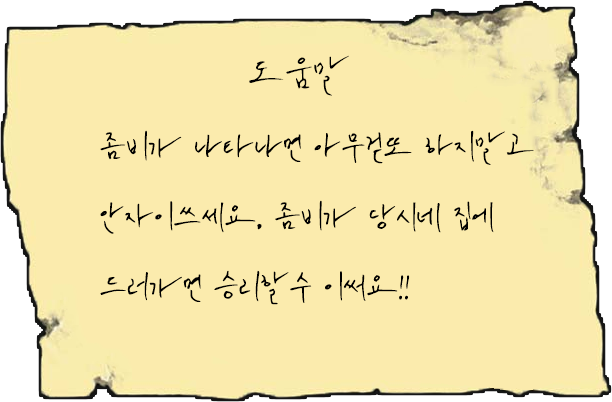 도움말
좀비가 나타나면 아무걷또 하지말고
안자이쓰세요. 좀비가 당시네 집에
드러가면 승리할 수 이써요!!